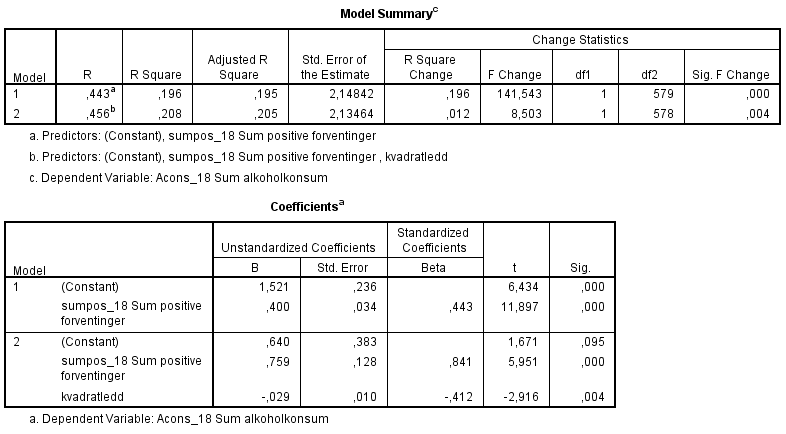 Model Summaryc
Change Statistics
Model R R Square Adjusted R Square Std. Error of the Estimate R Square Change F Change df1 df2 Sig. F Change
1 ,443a ,196 ,195 2,14842 ,196 141,543 1 579 ,000
2 ,456b ,208 ,205 2,13464 ,012 8,503 1 578 ,004
a. Predictors: (Constant), sumpos_18 Sum positive forventinger
b. Predictors: (Constant), sumpos_18 Sum positive forventinger , kvadratledd
c. Dependent Variable: Acons_18 Sum alkoholkonsum
Coefficientsa
Unstandardized Coefficients Standardized Coefficients
Model B Std. Error Beta t Sig.
1 (Constant) 1,521 ,236 6,434 ,000
sumpos_18 Sum positive forventinger ,400 ,034 ,443 11,897 ,000
2 (Constant) ,640 ,383 1,671 ,095
sumpos_18 Sum positive forventinger ,759 ,128 ,841 5,951 ,000
kvadratledd -,029 ,010 -,412 -2,916 ,004
a. Dependent Variable: Acons_18 Sum alkoholkonsum